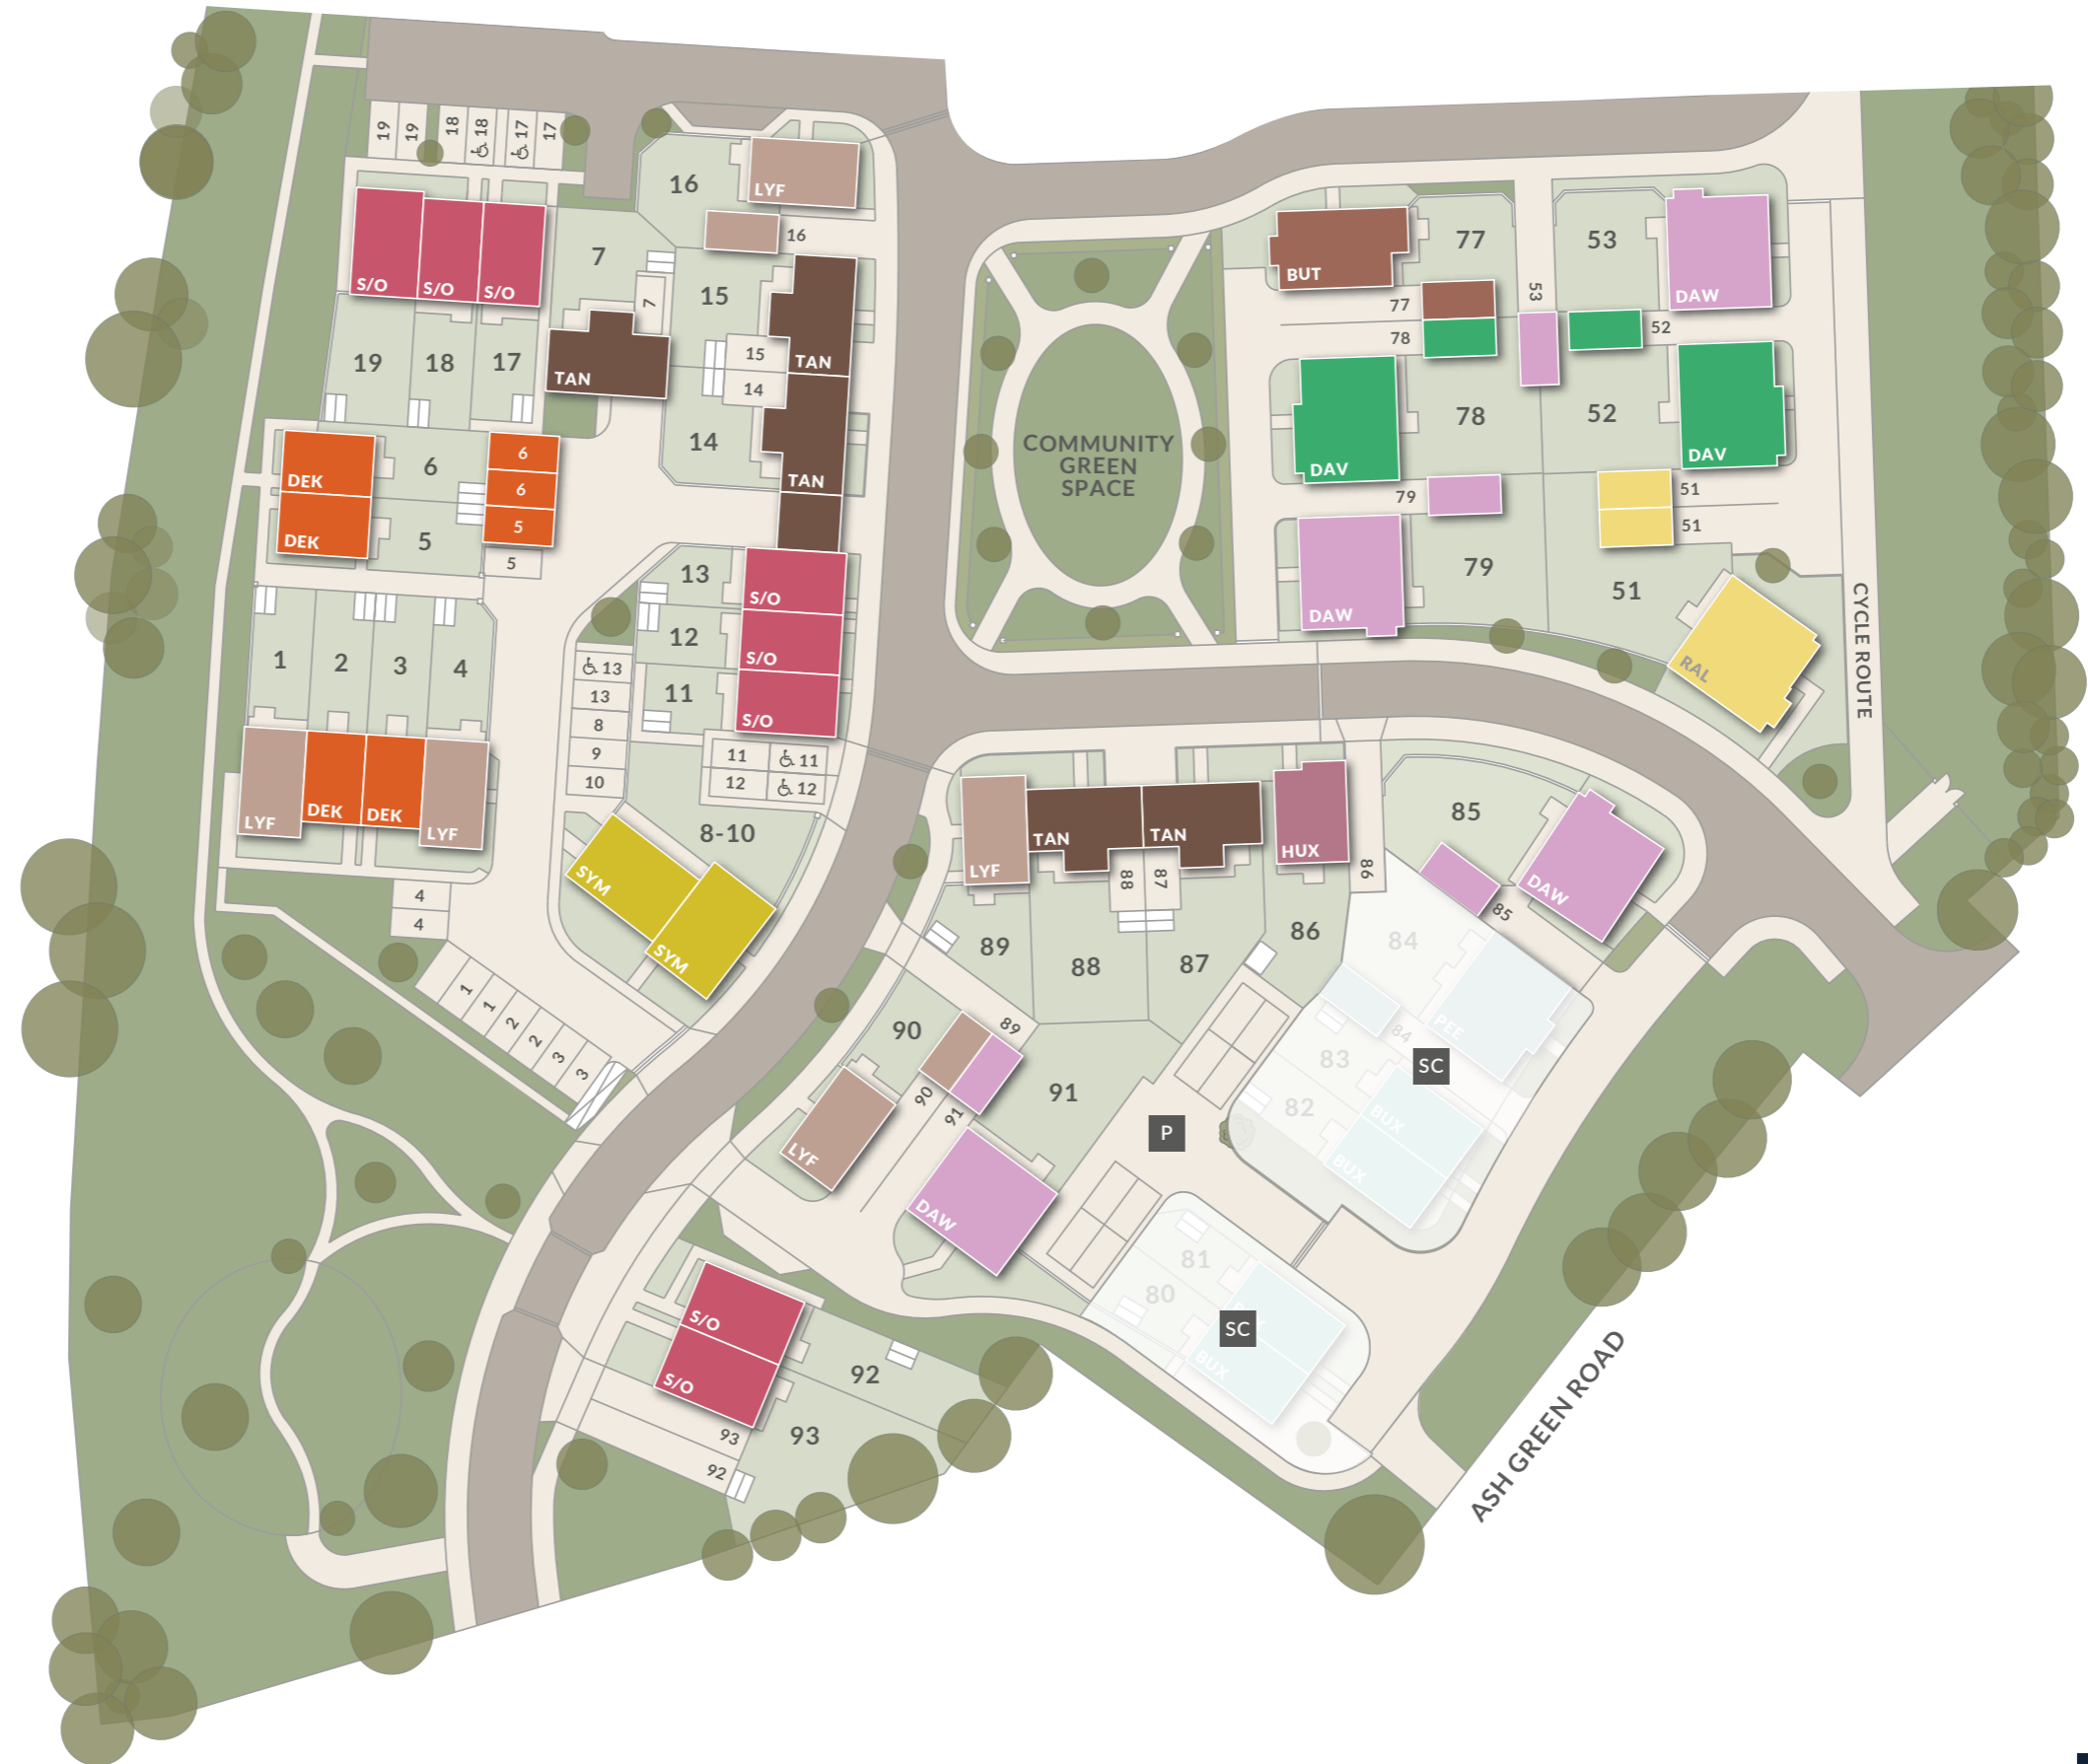 19
19
18
♿18
♿17
17
16
LYF
16
S/O
S/O
S/O
7
7
15
15
14
TAN
TAN
14
TAN
19
18
17
DEK
DEK
6
5
6
6
5
5
1
2
3
4
LYF
DEK
DEK
LYF
4
4
1
1
2
2
3
3
13
12
11
S/O
S/O
S/O
♿13
13
8
9
10
11
♿11
12
♿12
8-10
SYM
SYM
COMMUNITY
GREEN
SPACE
BUT
77
77
78
DAV
78
79
DAW
79
53
53
DAW
52
52
DAV
51
51
51
RAL
CYCLE ROUTE
LYF
TAN
TAN
HUX
88
87
86
85
DAW
85
89
88
87
86
84
PEE
84
SC
83
82
BUX
BUX
90
89
90
91
91
LYF
DAW
P
81
80
SC
BUX
S/O
S/O
92
93
93
92
ASH GREEN ROAD